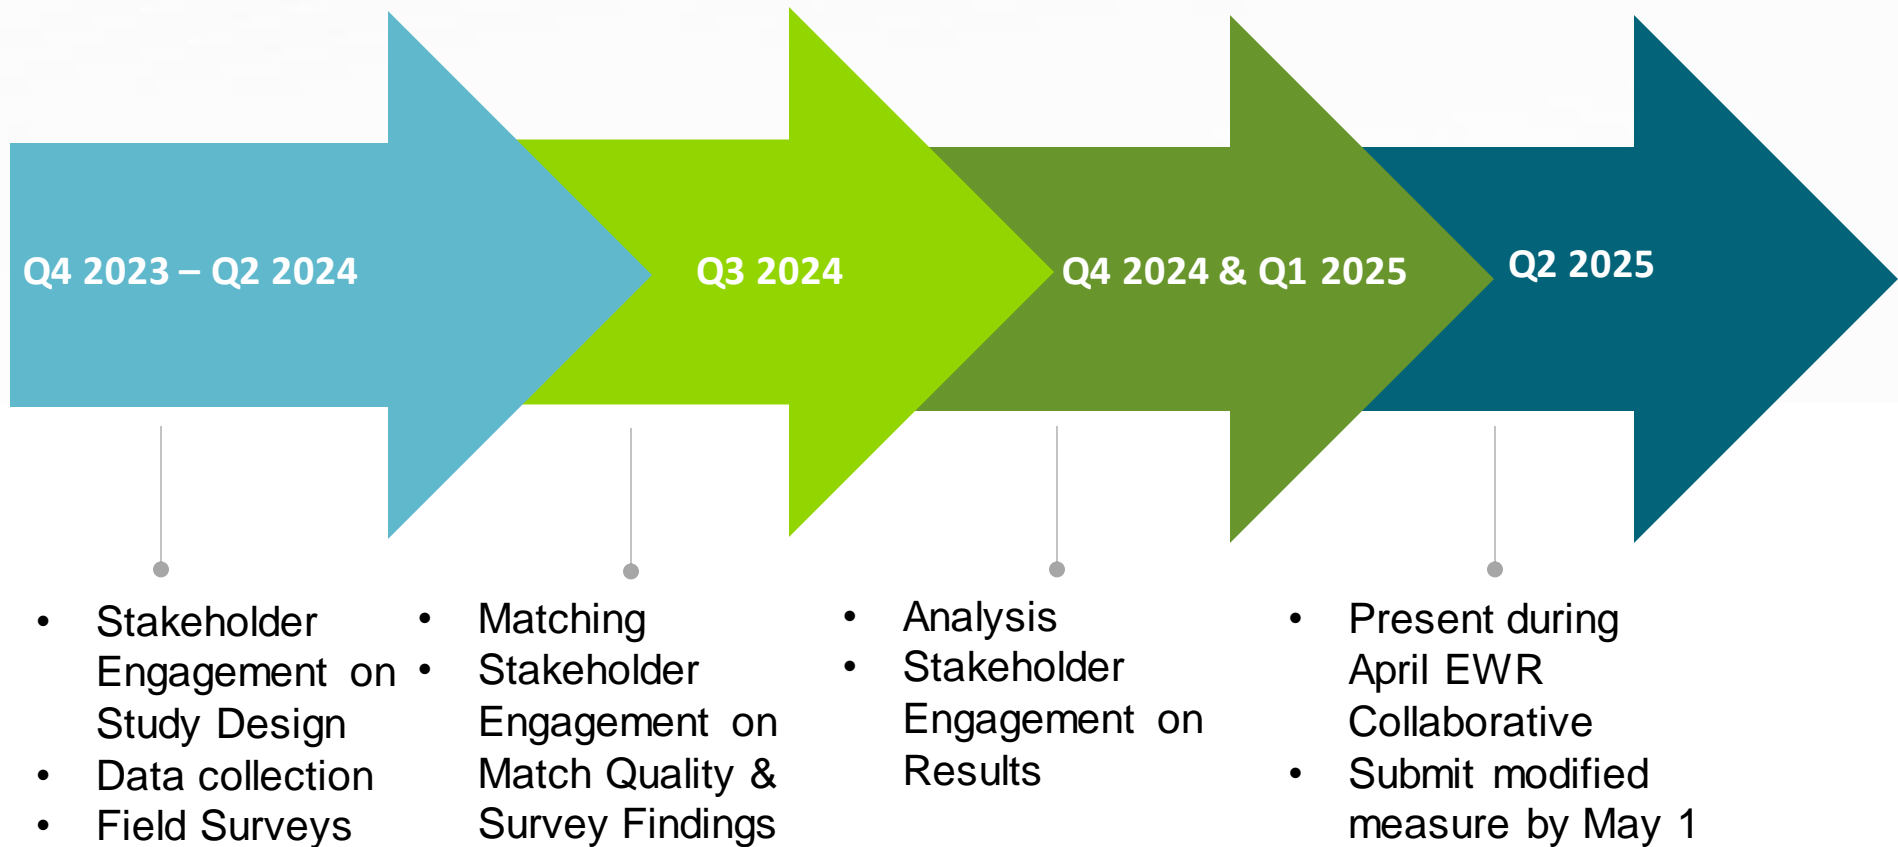 Q4 2023 – Q2 2024
Q3 2024
Q4 2024 & Q1 2025
Q2 2025
• Stakeholder
Engagement on
Study Design
• Data collection
• Field Surveys
• Matching
• Stakeholder
Engagement on
Match Quality &
Survey Findings
• Analysis
• Stakeholder
Engagement on
Results
• Present during
April EWR
Collaborative
• Submit modified
measure by May 1